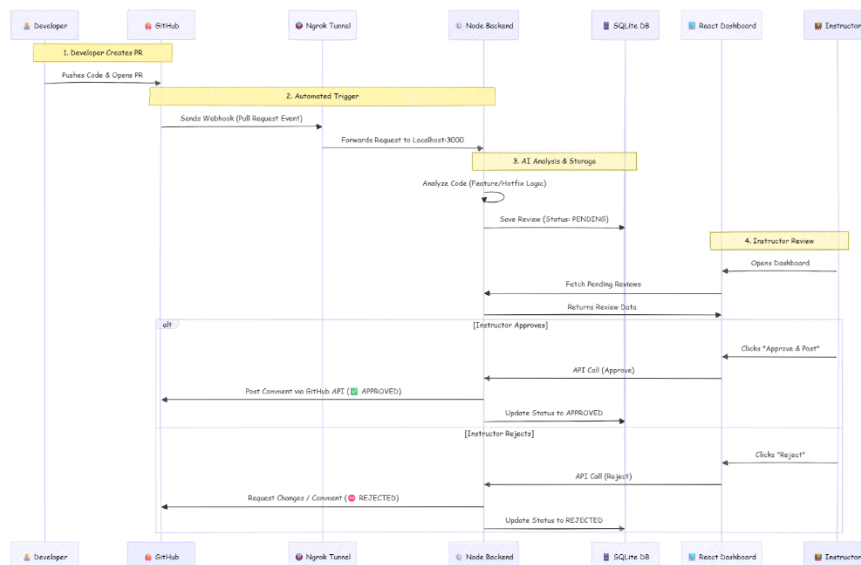 Developer
GitHub
Ngrok Tunnel
Node Backend
SQLite DB
React Dashboard
Instructor
1. Developer Creates PR
Pushes Code & Opens PR
2. Automated Trigger
Sends Webhook (Pull Request Event)
Forwards Request to Localhost:3000
3. AI Analysis & Storage
Analyze Code (Feature/Hotfix Logic)
Save Review (Status: PENDING)
4. Instructor Review
Opens Dashboard
Fetch Pending Reviews
Returns Review Data
alt
[Instructor Approves]
Clicks "Approve & Post"
API Call (Approve)
Post Comment via GitHub API (✅ APPROVED)
Update Status to APPROVED
[Instructor Rejects]
Clicks "Reject"
API Call (Reject)
Request Changes / Comment (⛔ REJECTED)
Update Status to REJECTED
Developer
GitHub
Ngrok Tunnel
Node Backend
SQLite DB
React Dashboard
Instructor